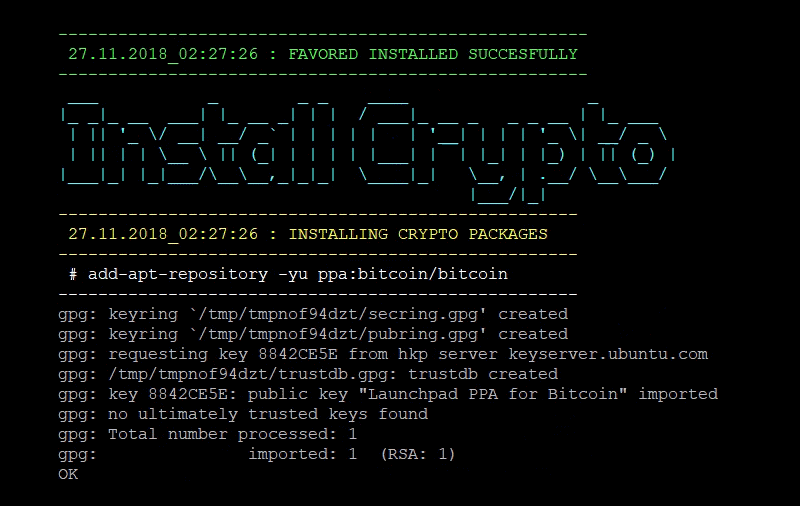 -----------------------------------------------------
27.11.2018_02:27:26 : FAVORED INSTALLED SUCCESFULLY
-----------------------------------------------------
Install Crypto
----------------------------------------------------
27.11.2018_02:27:26 : INSTALLING CRYPTO PACKAGES
----------------------------------------------------
# add-apt-repository -yu ppa:bitcoin/bitcoin
----------------------------------------------------
gpg: keyring `/tmp/tmpnof94dzt/secring.gpg' created
gpg: keyring `/tmp/tmpnof94dzt/pubring.gpg' created
gpg: requesting key 8842CE5E from hkp server keyserver.ubuntu.com
gpg: /tmp/tmpnof94dzt/trustdb.gpg: trustdb created
gpg: key 8842CE5E: public key "Launchpad PPA for Bitcoin" imported
gpg: no ultimately trusted keys found
gpg: Total number processed: 1
gpg:               imported: 1  (RSA: 1)
OK